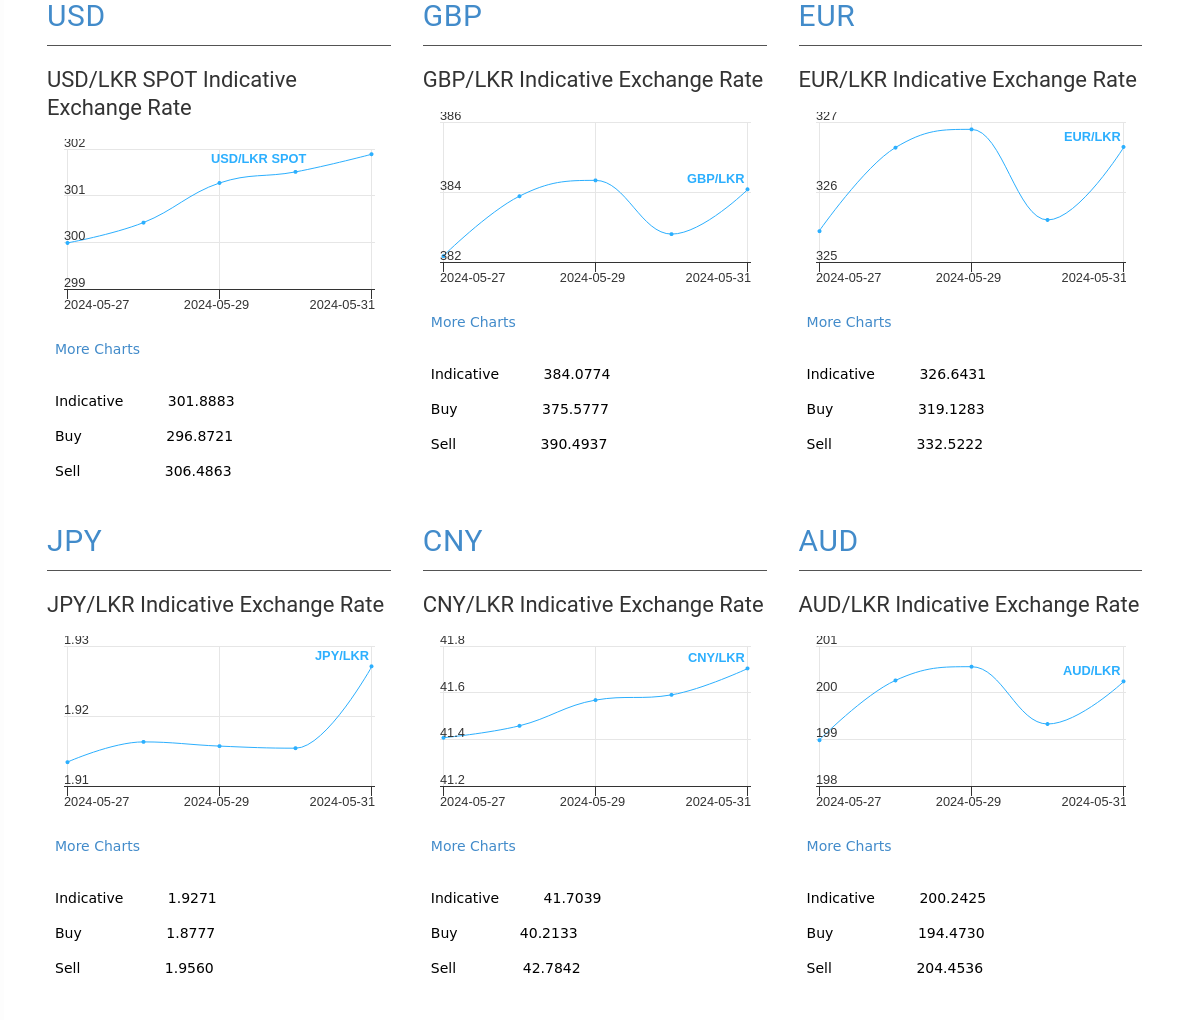 USD
USD/LKR SPOT Indicative
Exchange Rate
302
USD/LKR SPOT
301
300
299
2024-05-27 2024-05-29 2024-05-31
More Charts
Indicative 301.8883
Buy 296.8721
Sell 306.4863
GBP
GBP/LKR Indicative Exchange Rate
386
GBP/LKR
384
382
2024-05-27 2024-05-29 2024-05-31
More Charts
Indicative 384.0774
Buy 375.5777
Sell 390.4937
EUR
EUR/LKR Indicative Exchange Rate
327
EUR/LKR
326
325
2024-05-27 2024-05-29 2024-05-31
More Charts
Indicative 326.6431
Buy 319.1283
Sell 332.5222
JPY
JPY/LKR Indicative Exchange Rate
1.93
JPY/LKR
1.92
1.91
2024-05-27 2024-05-29 2024-05-31
More Charts
Indicative 1.9271
Buy 1.8777
Sell 1.9560
CNY
CNY/LKR Indicative Exchange Rate
41.8
CNY/LKR
41.6
41.4
41.2
2024-05-27 2024-05-29 2024-05-31
More Charts
Indicative 41.7039
Buy 40.2133
Sell 42.7842
AUD
AUD/LKR Indicative Exchange Rate
201
AUD/LKR
200
199
198
2024-05-27 2024-05-29 2024-05-31
More Charts
Indicative 200.2425
Buy 194.4730
Sell 204.4536